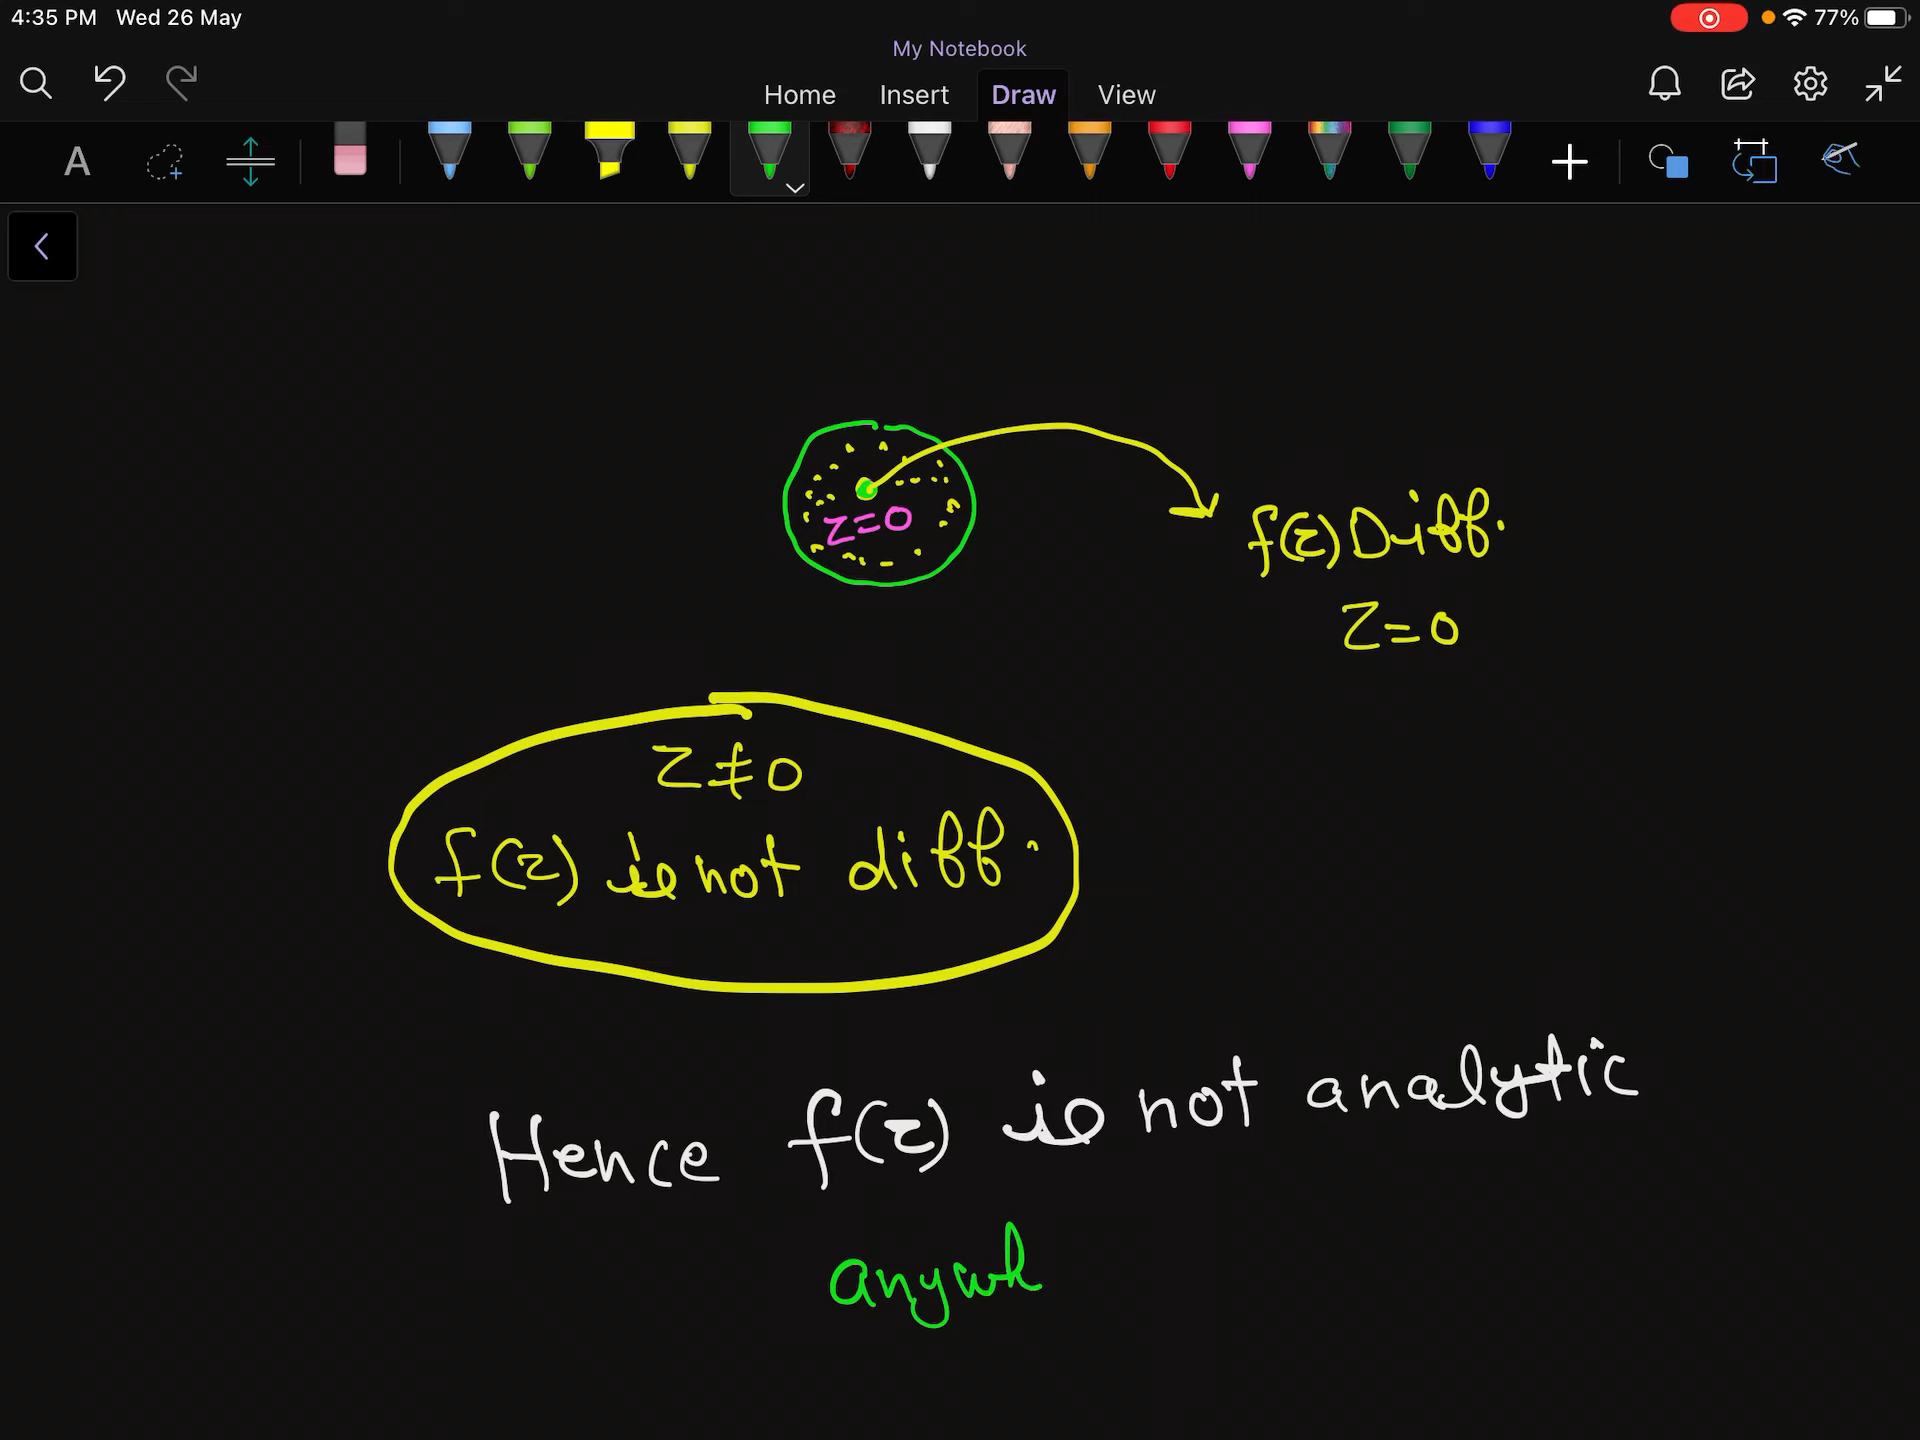 4:35 PM Wed 26 May
77%
My Notebook
Home Insert Draw View
A
z=0
f(z) Diff.
z=0
z≠0
f(z) is not diff.
Hence f(z) is not analytic
anywh